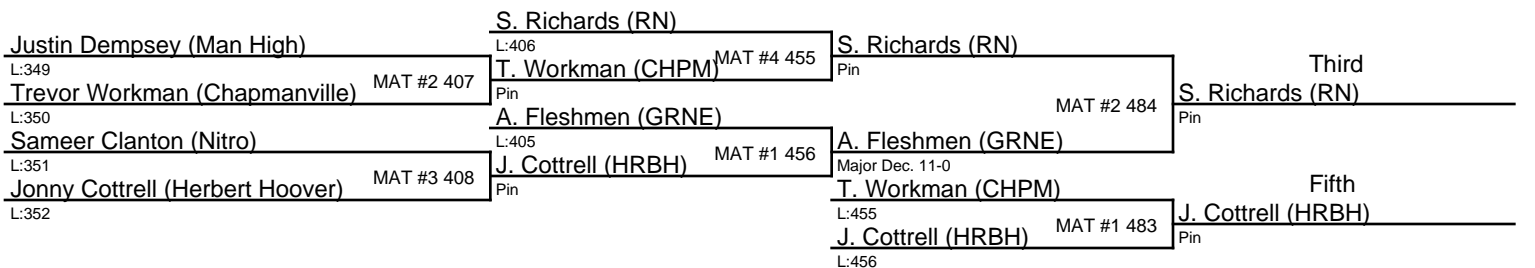 S. Richards (RN)
L:406
MAT #4 455
T. Workman (CHPM)
Pin
Justin Dempsey (Man High)
L:349
MAT #2 407
Trevor Workman (Chapmanville)
L:350
Sameer Clanton (Nitro)
L:351
MAT #3 408
Jonny Cottrell (Herbert Hoover)
L:352
A. Fleshmen (GRNE)
L:405
MAT #1 456
J. Cottrell (HRBH)
Pin
S. Richards (RN)
Pin
MAT #2 484
A. Fleshmen (GRNE)
Major Dec. 11-0
Third
S. Richards (RN)
Pin
T. Workman (CHPM)
L:455
MAT #1 483
J. Cottrell (HRBH)
L:456
Fifth
J. Cottrell (HRBH)
Pin